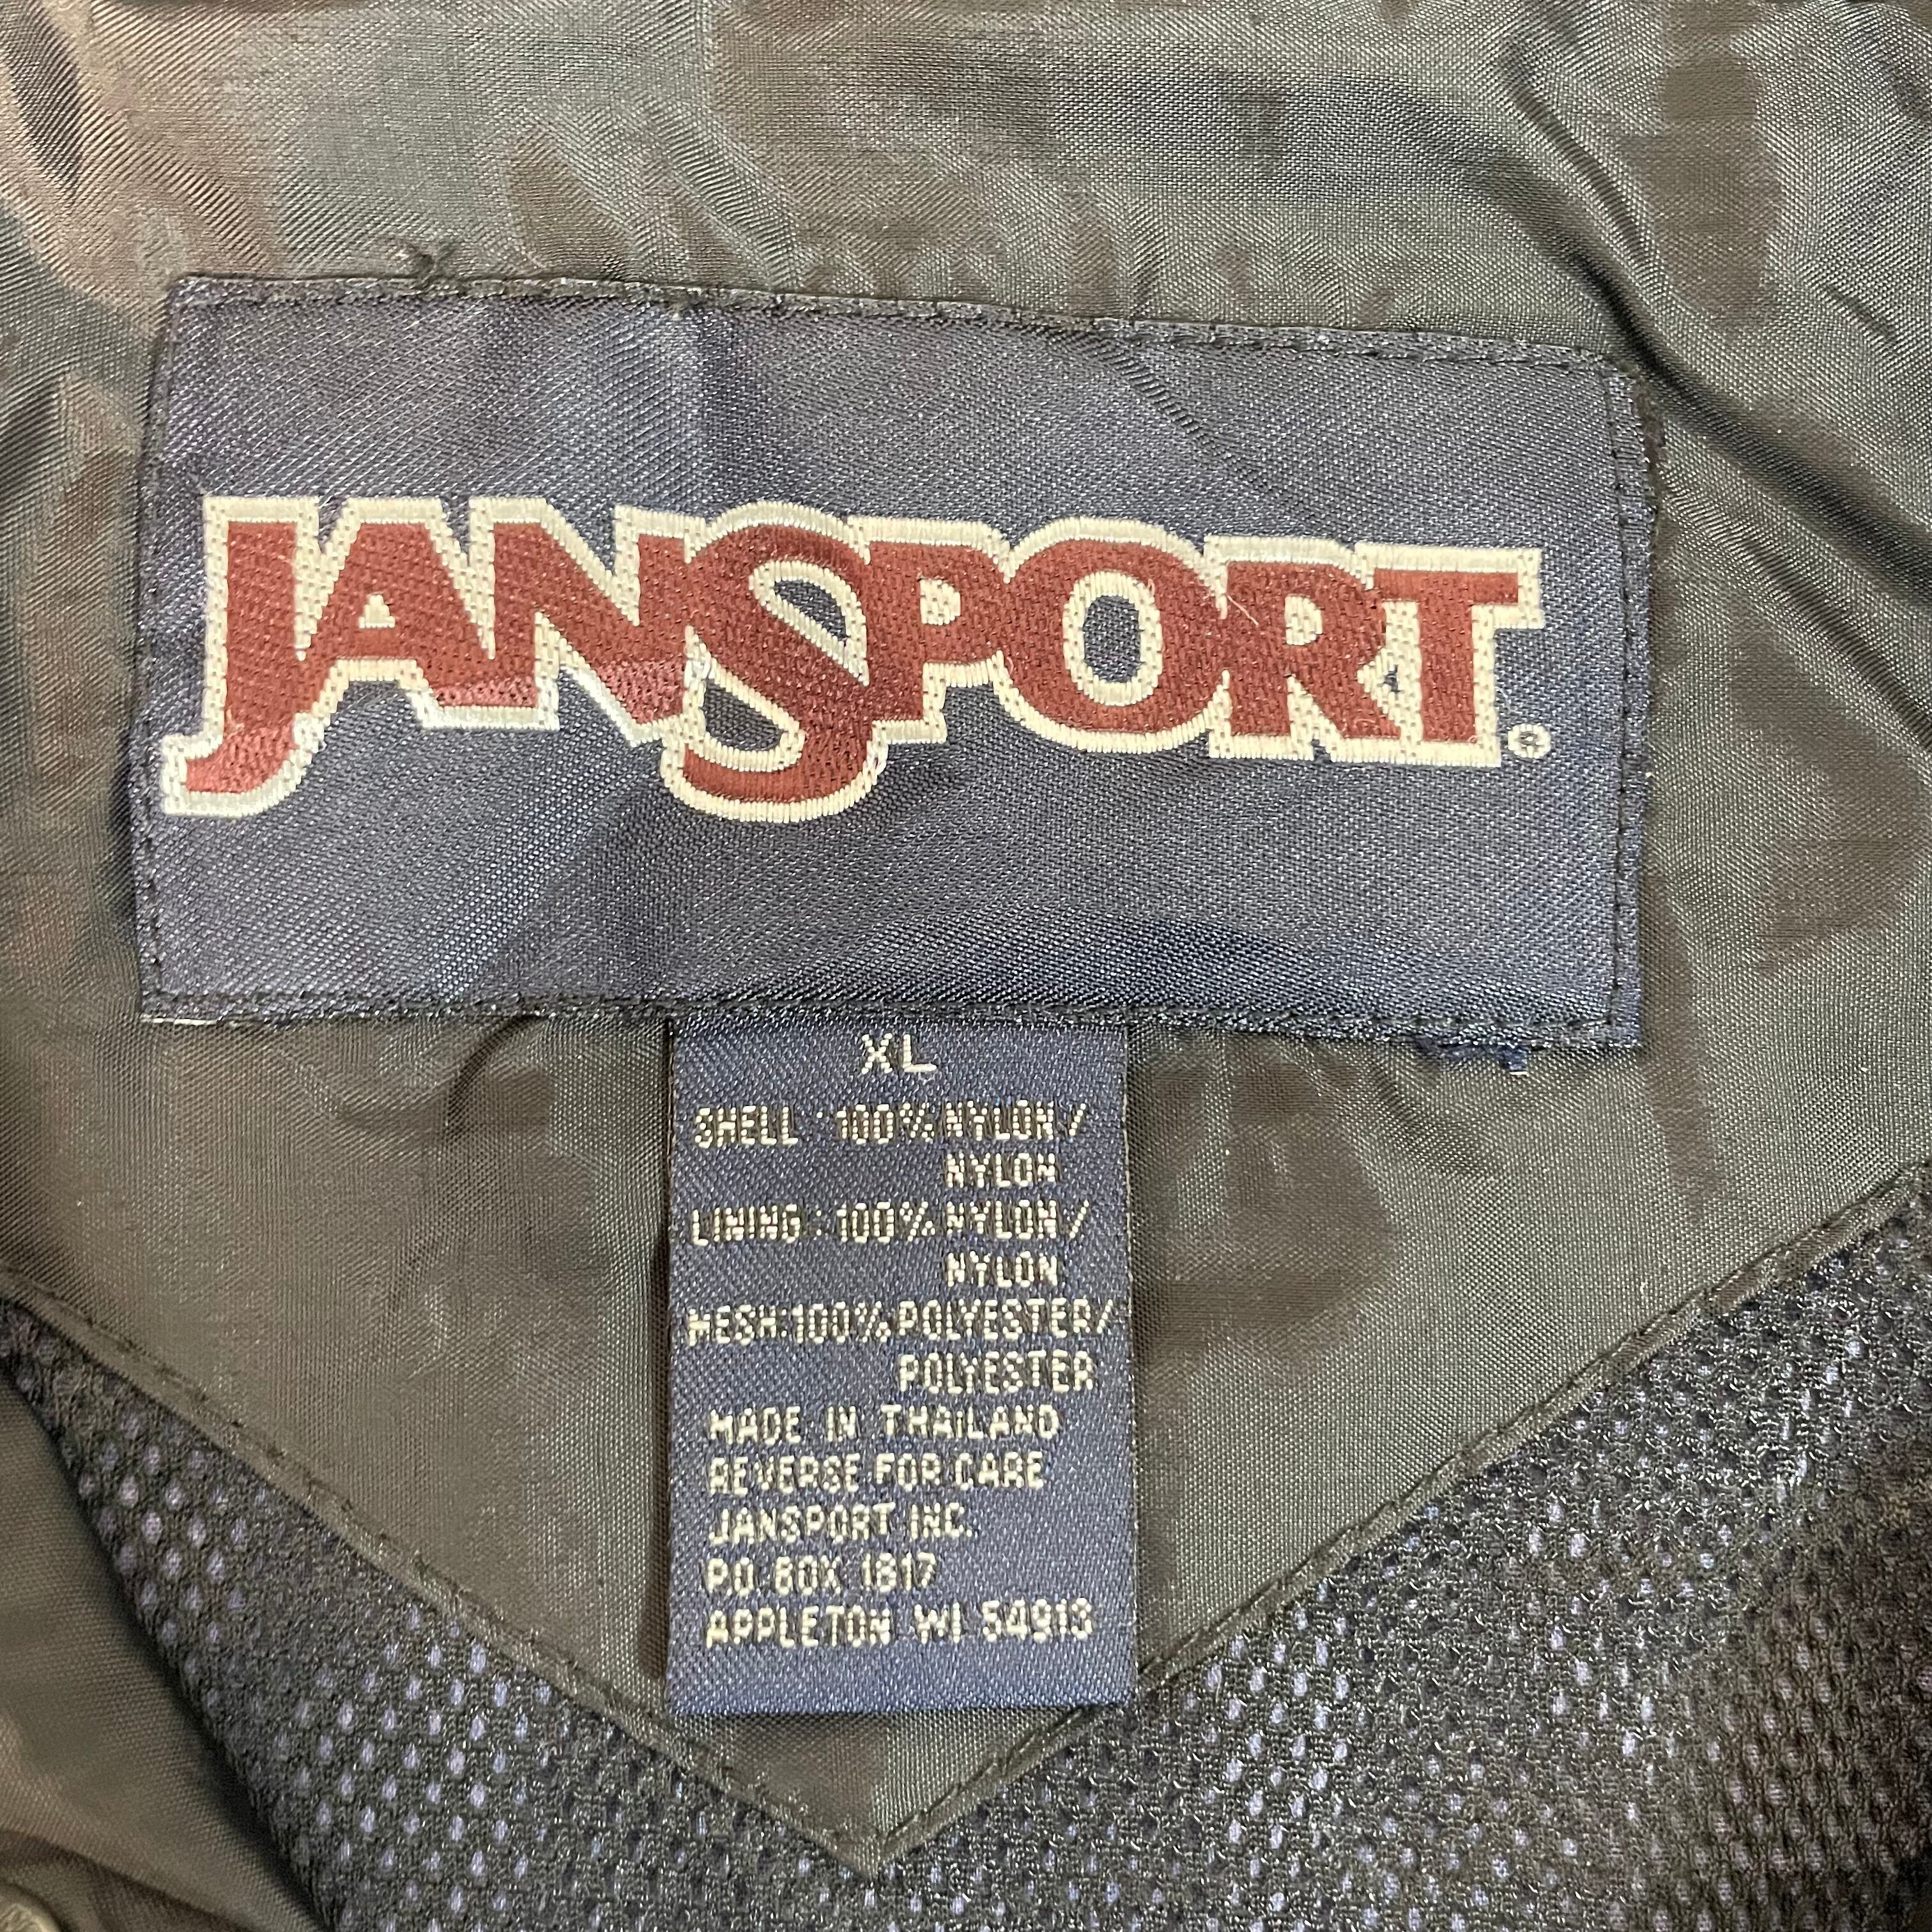 JANSPORT®
XL
SHELL : 100% NYLON/
NYLON
LINING : 100% NYLON/
NYLON
MESH:100% POLYESTER/
POLYESTER
MADE IN THAILAND
REVERSE FOR CARE
JANSPORT INC.
P.O. BOX 1817
APPLETON WI 54913